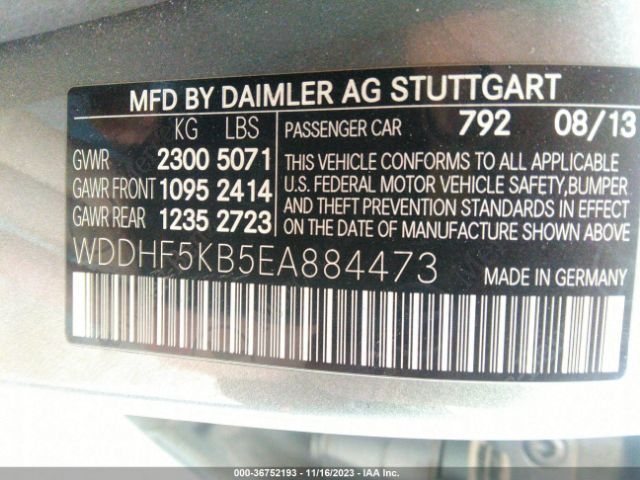 MFD BY DAIMLER AG STUTTGART
KG LBS
GVWR 2300 5071
GAWR FRONT 1095 2414
GAWR REAR 1235 2723
PASSENGER CAR 792 08/13
THIS VEHICLE CONFORMS TO ALL APPLICABLE
U.S. FEDERAL MOTOR VEHICLE SAFETY, BUMPER
AND THEFT PREVENTION STANDARDS IN EFFECT
ON THE DATE OF MANUFACTURE SHOWN ABOVE.
WDDHF5KB5EA884473
MADE IN GERMANY
000-36752193 - 11/16/2023 - IAA Inc.